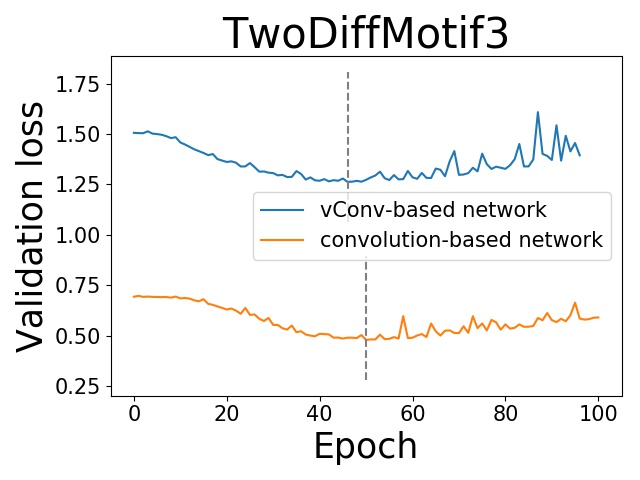 TwoDiffMotif3
Validation loss
1.75
1.50
1.25
1.00
0.75
0.50
0.25
vConv-based network
convolution-based network
0 20 40 60 80 100
Epoch